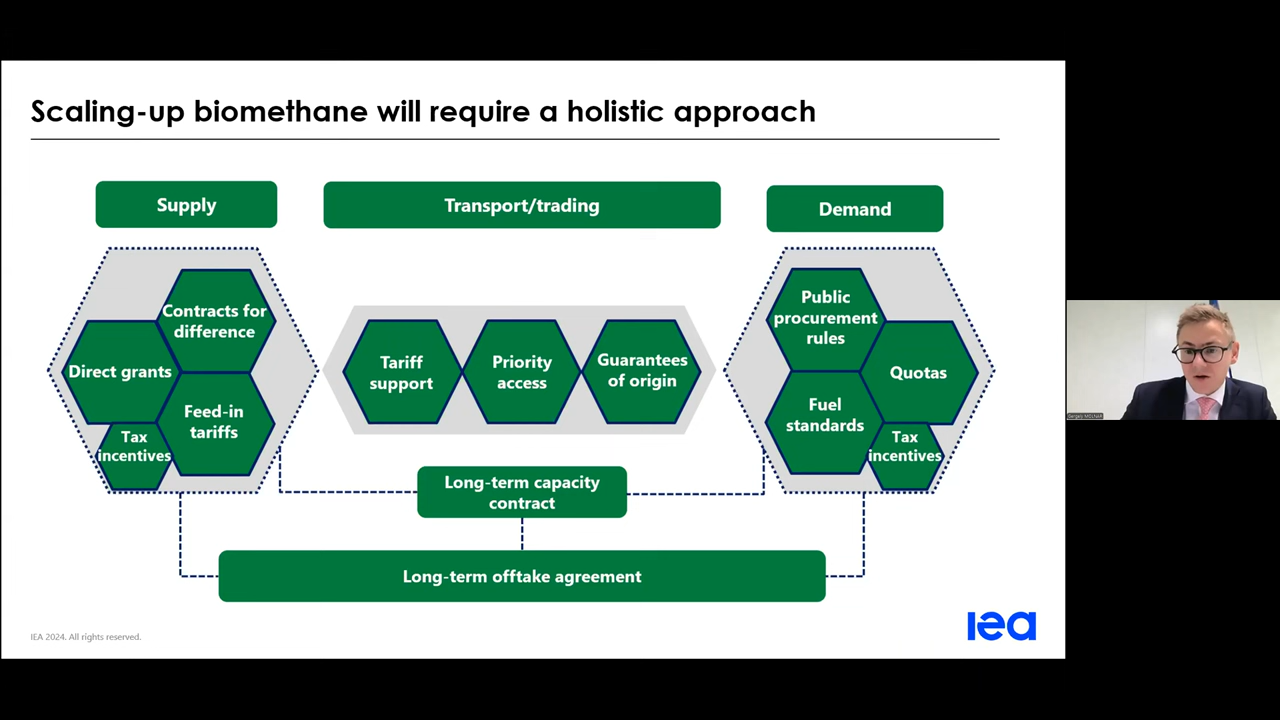 Scaling-up biomethane will require a holistic approach
Supply
Transport/trading
Demand
Contracts for
difference
Direct grants
Feed-in
tariffs
Tax
incentives
Tariff
support
Priority
access
Guarantees
of origin
Public
procurement
rules
Quotas
Fuel
standards
Tax
incentives
Long-term capacity
contract
Long-term offtake agreement
IEA 2024. All rights reserved.
iea